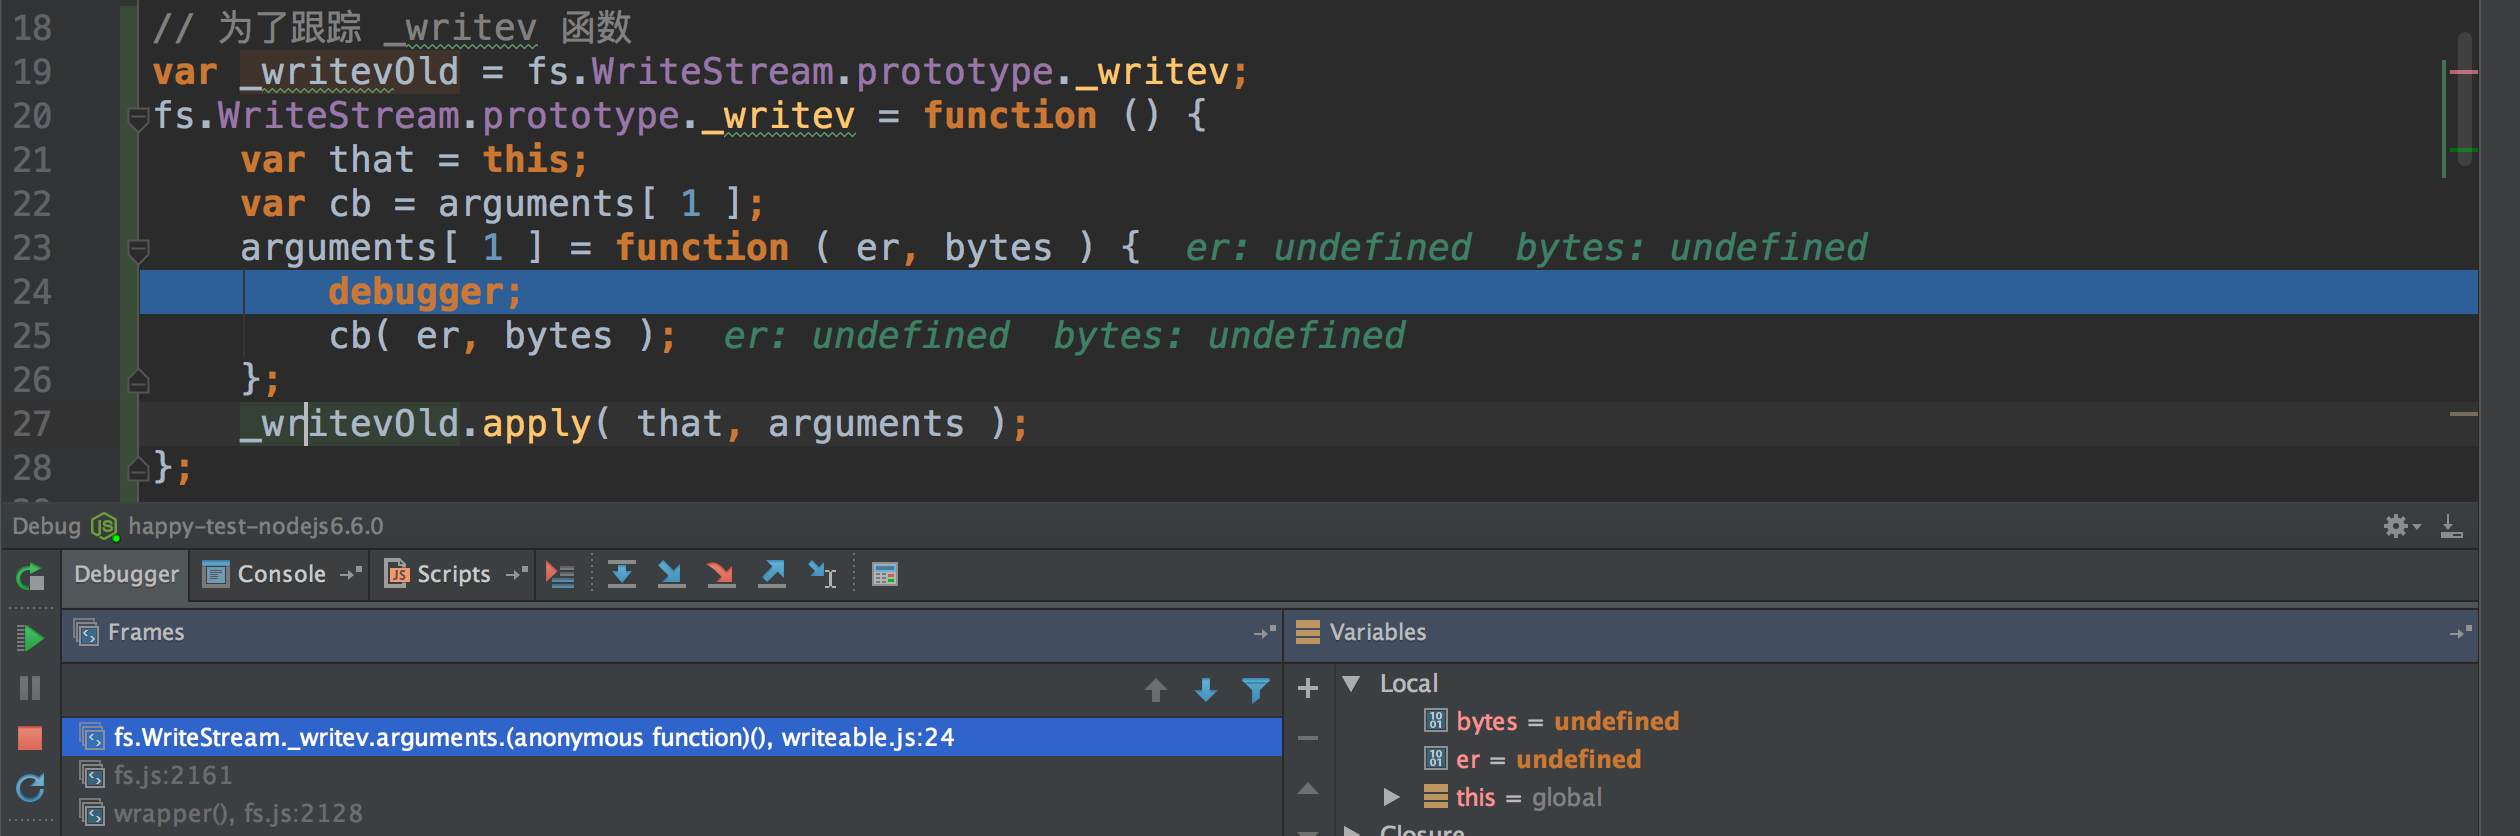 18 // 为了跟踪 _writev 函数
19 var _writevOld = fs.WriteStream.prototype._writev;
20 fs.WriteStream.prototype._writev = function () {
21 var that = this;
22 var cb = arguments[ 1 ];
23 arguments[ 1 ] = function ( er, bytes ) { er: undefined bytes: undefined
24 debugger;
25 cb( er, bytes ); er: undefined bytes: undefined
26 };
27 _writevOld.apply( that, arguments );
28 };
Debug happy-test-nodejs6.6.0
Debugger Console Scripts
Frames Variables
Local
fs.WriteStream._writev.arguments.(anonymous function)(), writeable.js:24 bytes = undefined
fs.js:2161 er = undefined
wrapper(), fs.js:2128 this = global
Closure